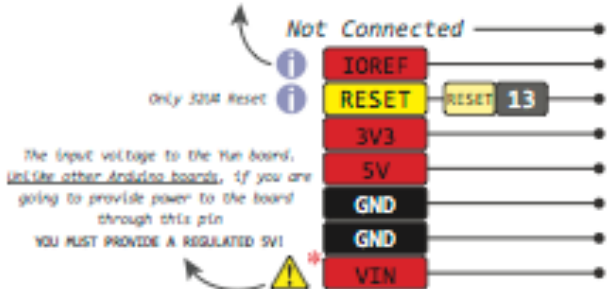 Not Connected
IOREF
Only 32U4 Reset RESET RESET 13
3V3
The input voltage to the Yun board.
Unlike other Arduino boards, if you are
5V
going to provide power to the board
GND
through this pin
YOU MUST PROVIDE A REGULATED 5V!
GND
* VIN